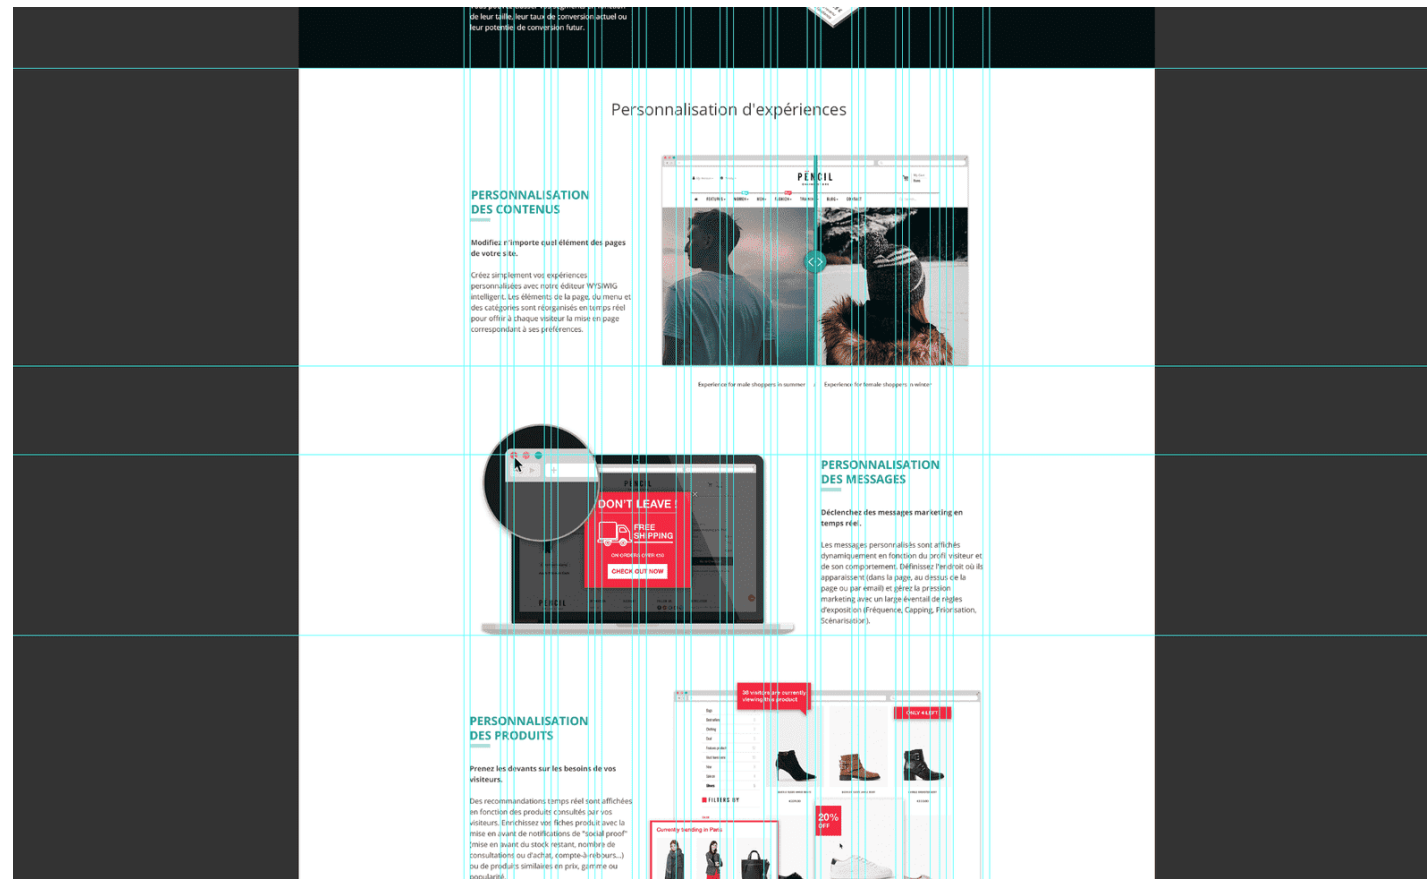 de leur taille, leur taux de conversion actuel ou
leur potentiel de conversion futur.
Personnalisation d'expériences
PERSONNALISATION
DES CONTENUS
Modifiez n'importe quel élément des pages
de votre site.
Créez simplement vos expériences
personnalisées avec notre éditeur WYSIWIG
intelligent. Les éléments de la page, du menu et
des catégories sont réorganisés en temps réel
pour offrir à chaque visiteur la mise en page
correspondant à ses préférences.
PENCIL
Experience for male shoppers in summer
Experience for female shoppers in winter
PENCIL
DON'T LEAVE !
FREE
SHIPPING
CHECK OUT NOW
PENCIL
PERSONNALISATION
DES MESSAGES
Déclenchez des messages marketing en
temps réel.
Les messages personnalisés sont affichés
dynamiquement en fonction du profil visiteur et
de son comportement. Définissez l'endroit où ils
apparaissent (dans la page, au dessus de la
page ou par email) et gérez la pression
marketing avec un large éventail de règles
d'exposition (Fréquence, Capping, Priorisation,
Scénarisation).
PERSONNALISATION
DES PRODUITS
Prenez les devants sur les besoins de vos
visiteurs.
Des recommandations temps réel sont affichées
en fonction des produits consultés par vos
visiteurs. Enrichissez vos fiches produit avec la
mise en avant de notifications de "social proof"
(mise en avant du stock restant, nombre de
consultations ou d'achat, compte-à-rebours...)
ou de produits similaires en prix, gamme ou
popularité.
38 visitors are currently
viewing this product
ONLY 4 LEFT
FILTERS BY
20%
OFF
Currently trending in Paris